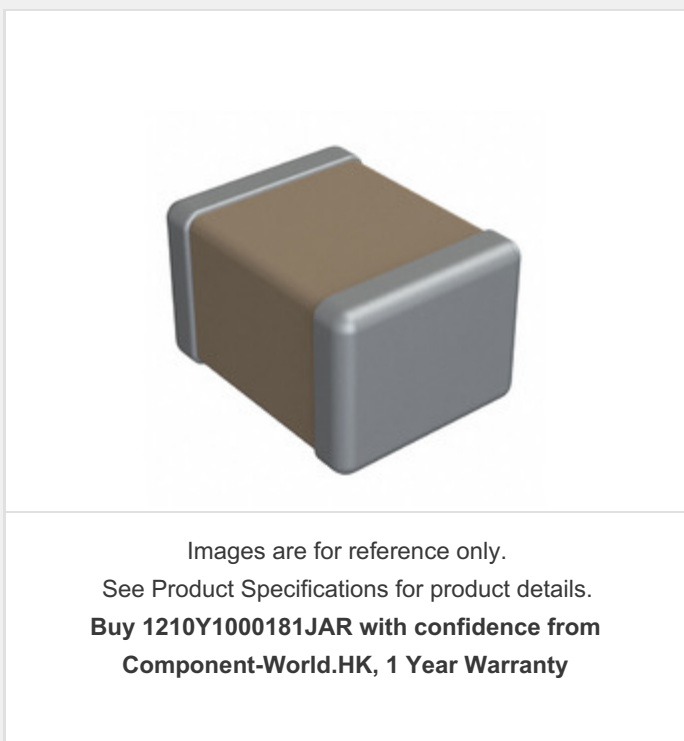 Images are for reference only.
See Product Specifications for product details.
Buy 1210Y1000181JAR with confidence from
Component-World.HK, 1 Year Warranty